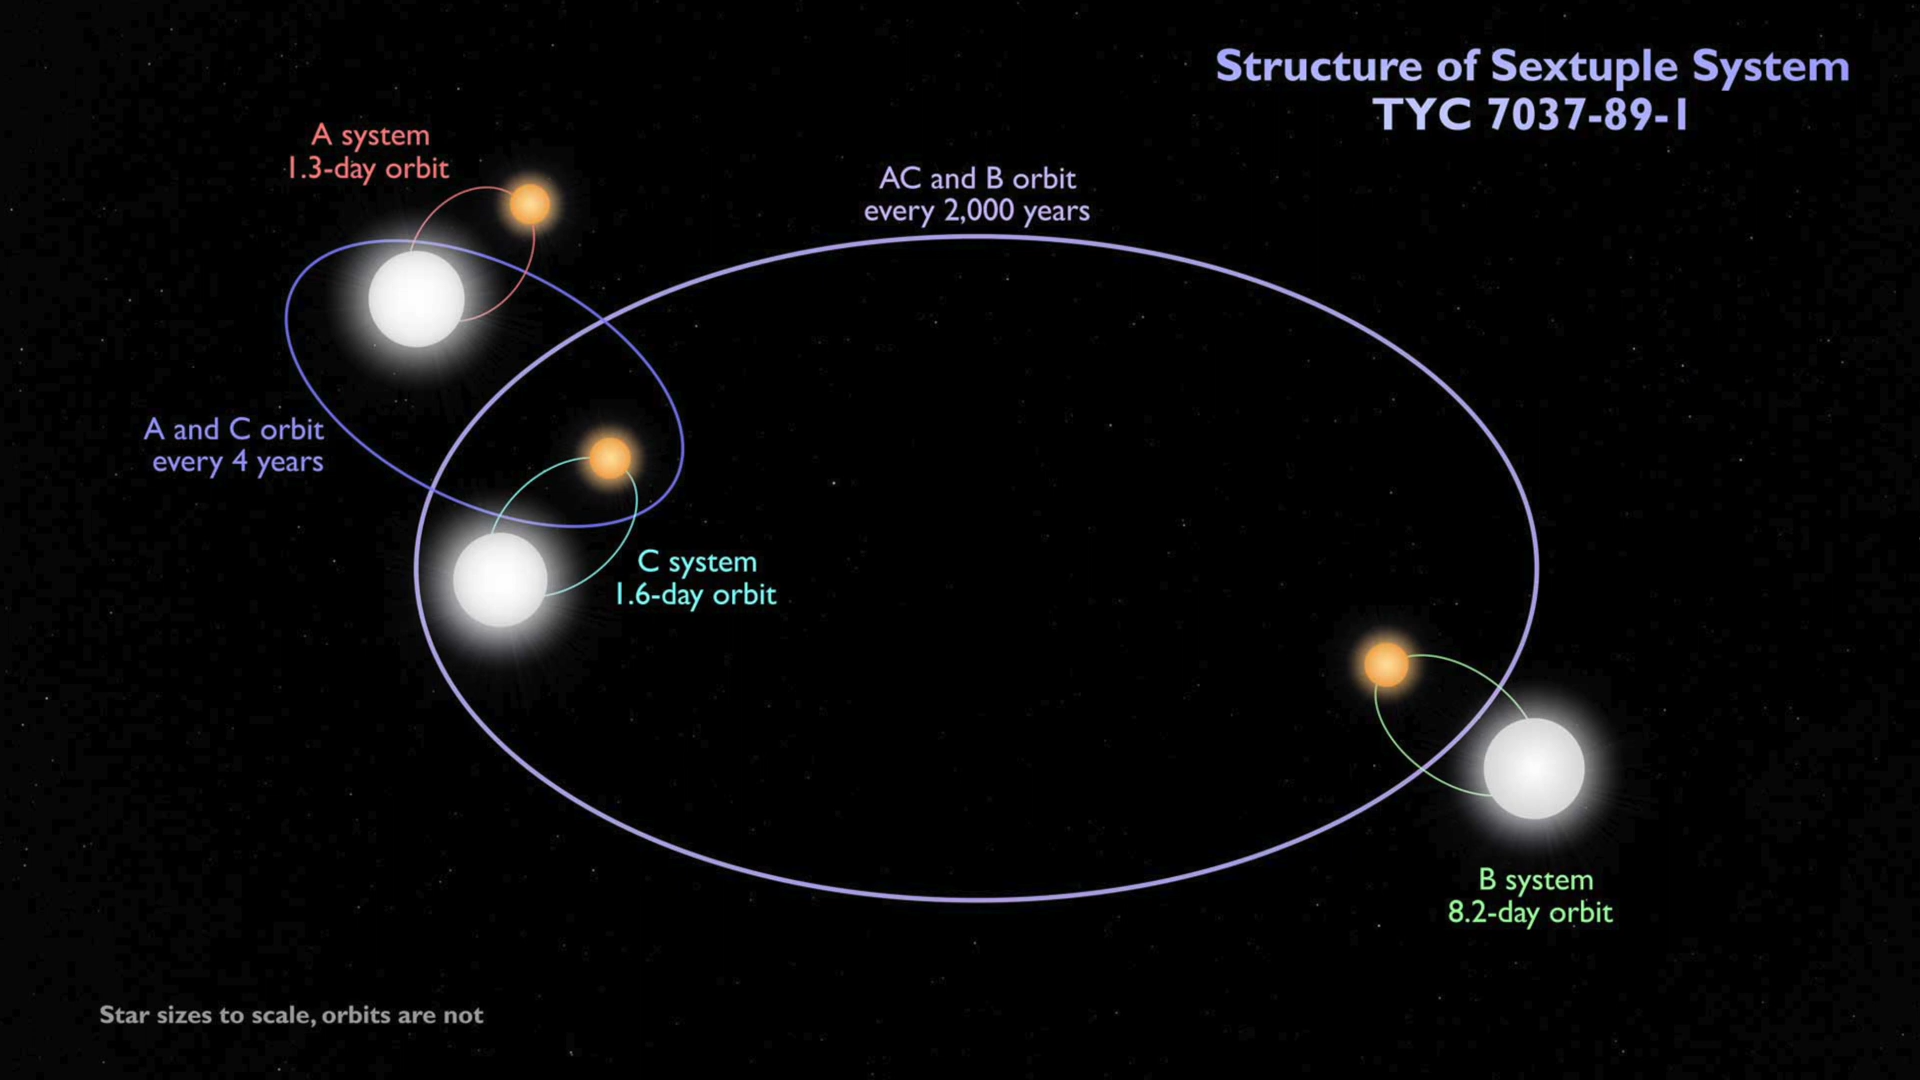 Structure of Sextuple System
TYC 7037-89-1
A system
1.3-day orbit
AC and B orbit
every 2,000 years
A and C orbit
every 4 years
C system
1.6-day orbit
B system
8.2-day orbit
Star sizes to scale, orbits are not